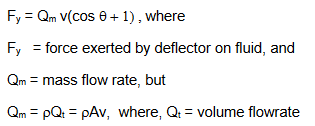 Fy = Qm v(cos θ + 1) , where
Fy = force exerted by deflector on fluid, and
Qm = mass flow rate, but
Qm = ρQt = ρAv, where, Qt = volume flowrate